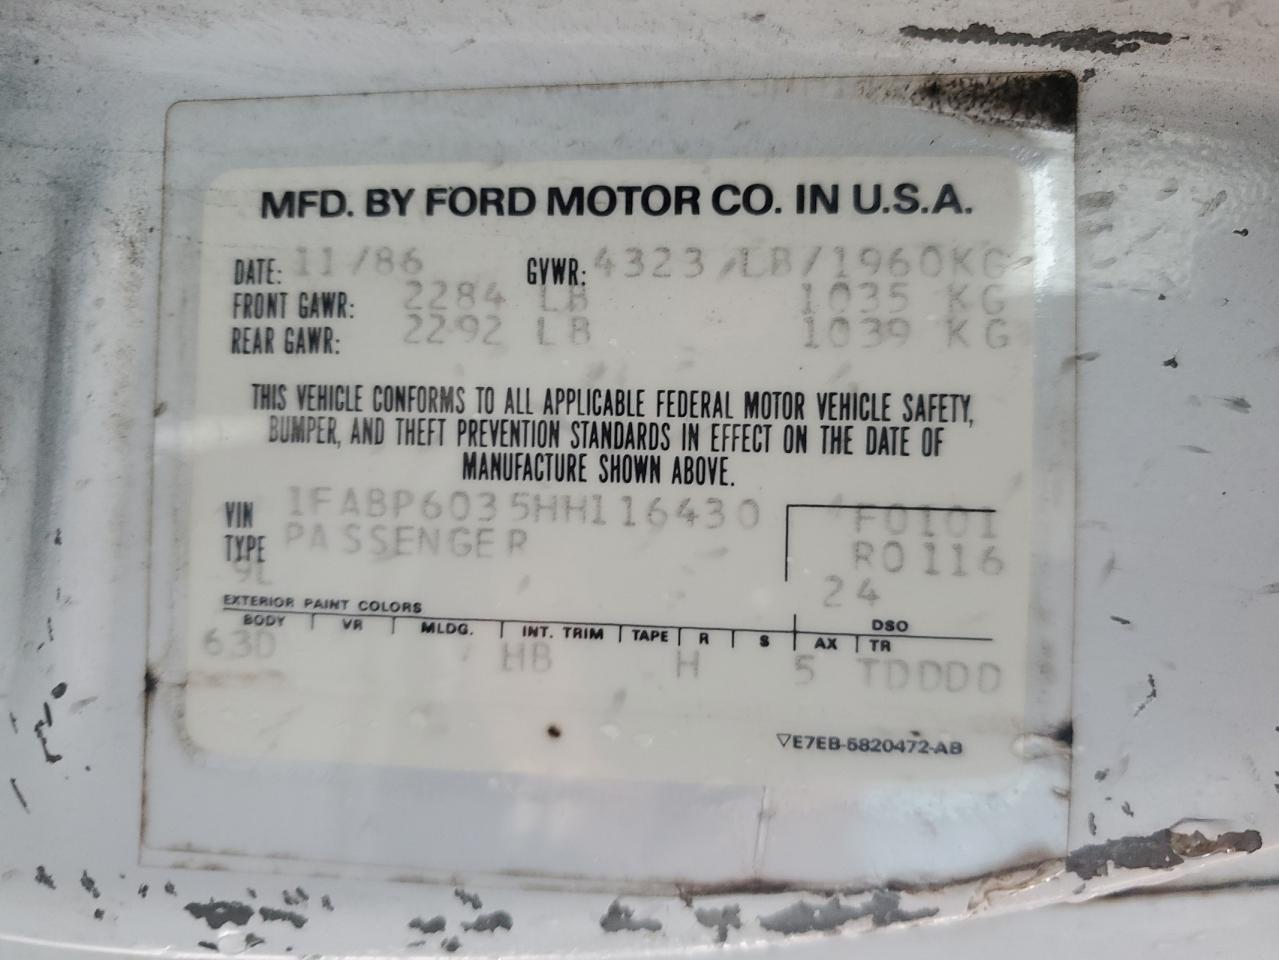 MFD. BY FORD MOTOR CO. IN U.S.A.
DATE: 11/86 GVWR: 4323/LB/1960KG
FRONT GAWR: 2284 LB 1035 KG
REAR GAWR: 2292 LB 1039 KG
THIS VEHICLE CONFORMS TO ALL APPLICABLE FEDERAL MOTOR VEHICLE SAFETY,
BUMPER, AND THEFT PREVENTION STANDARDS IN EFFECT ON THE DATE OF
MANUFACTURE SHOWN ABOVE.
VIN 1FABP6035HH116430 F0101
TYPE PASSENGER R0116
9L 24
EXTERIOR PAINT COLORS DSO
BODY VR MLDG. INT. TRIM TAPE R S AX TR
63D HB H 5 TDDDD
▽E7EB-5820472-AB